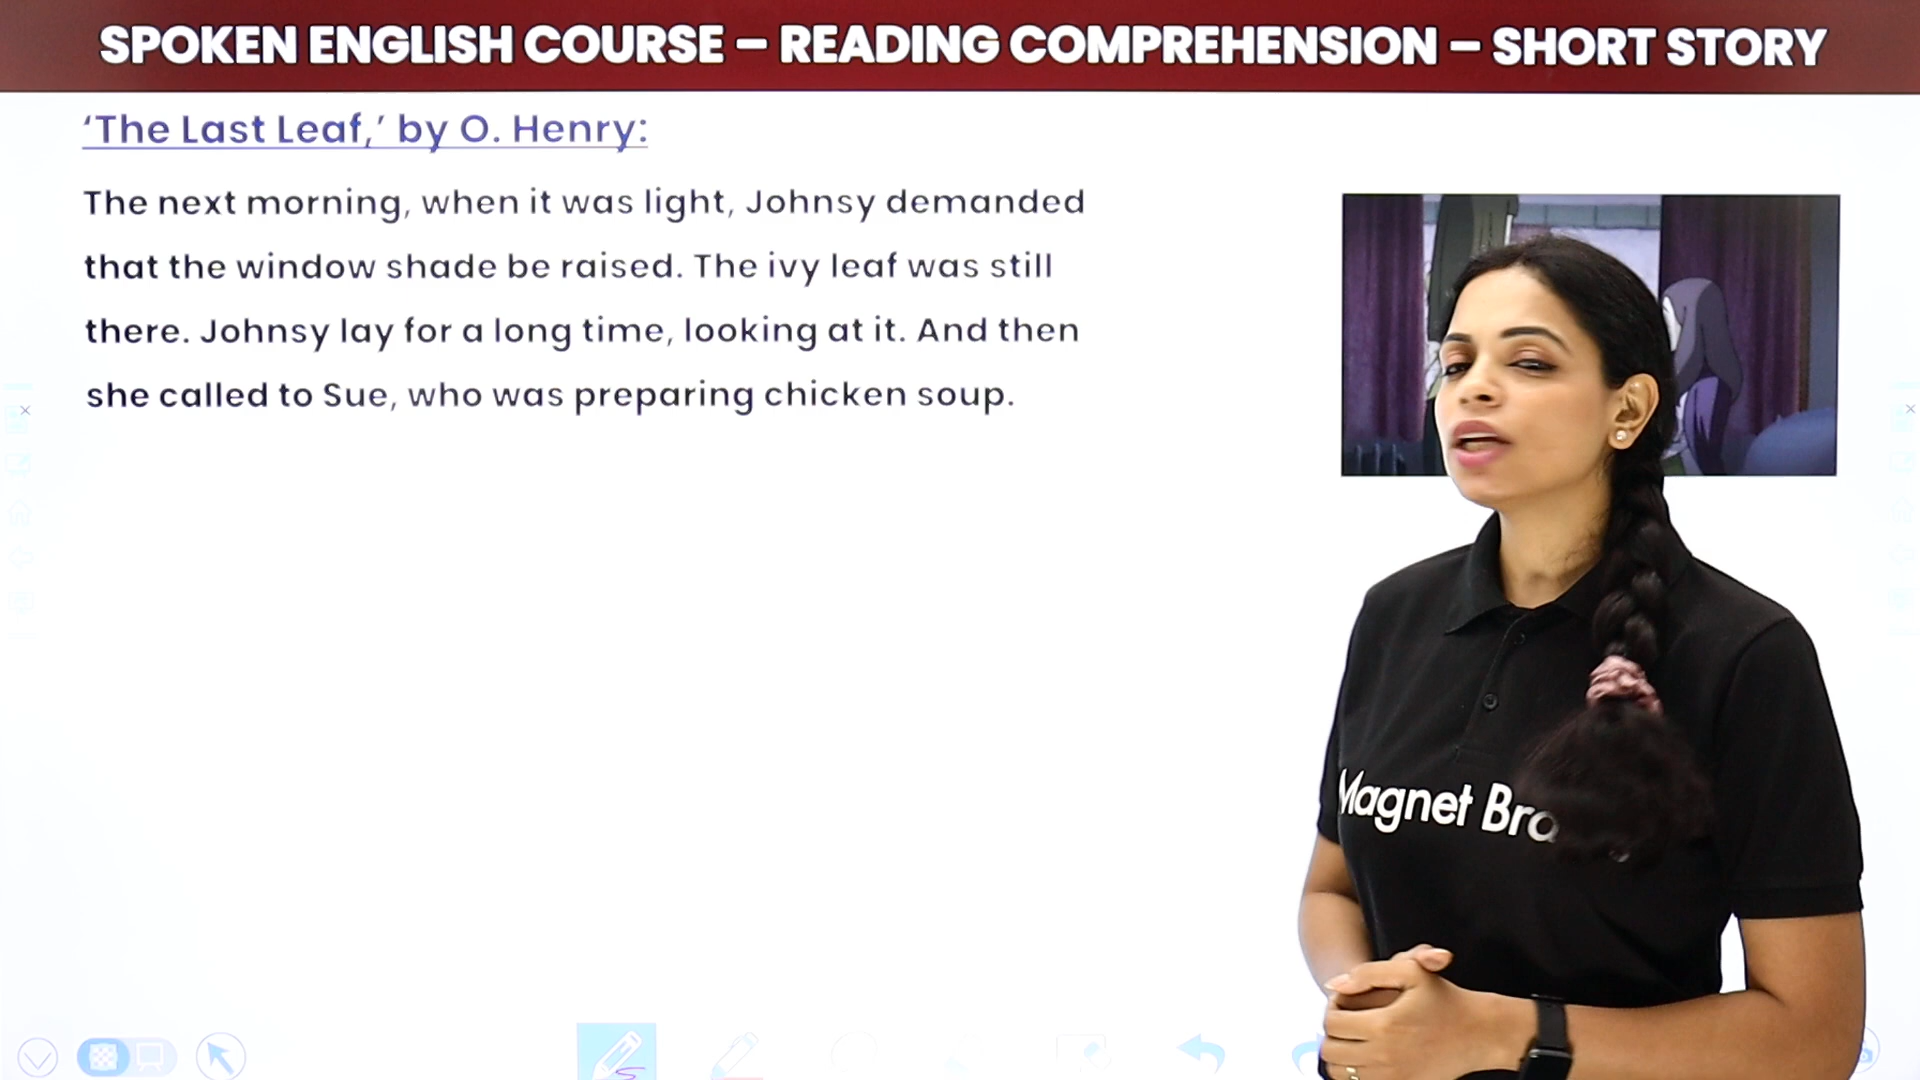 SPOKEN ENGLISH COURSE – READING COMPREHENSION – SHORT STORY
‘The Last Leaf,’ by O. Henry:
The next morning, when it was light, Johnsy demanded
that the window shade be raised. The ivy leaf was still
there. Johnsy lay for a long time, looking at it. And then
she called to Sue, who was preparing chicken soup.
Magnet Bra